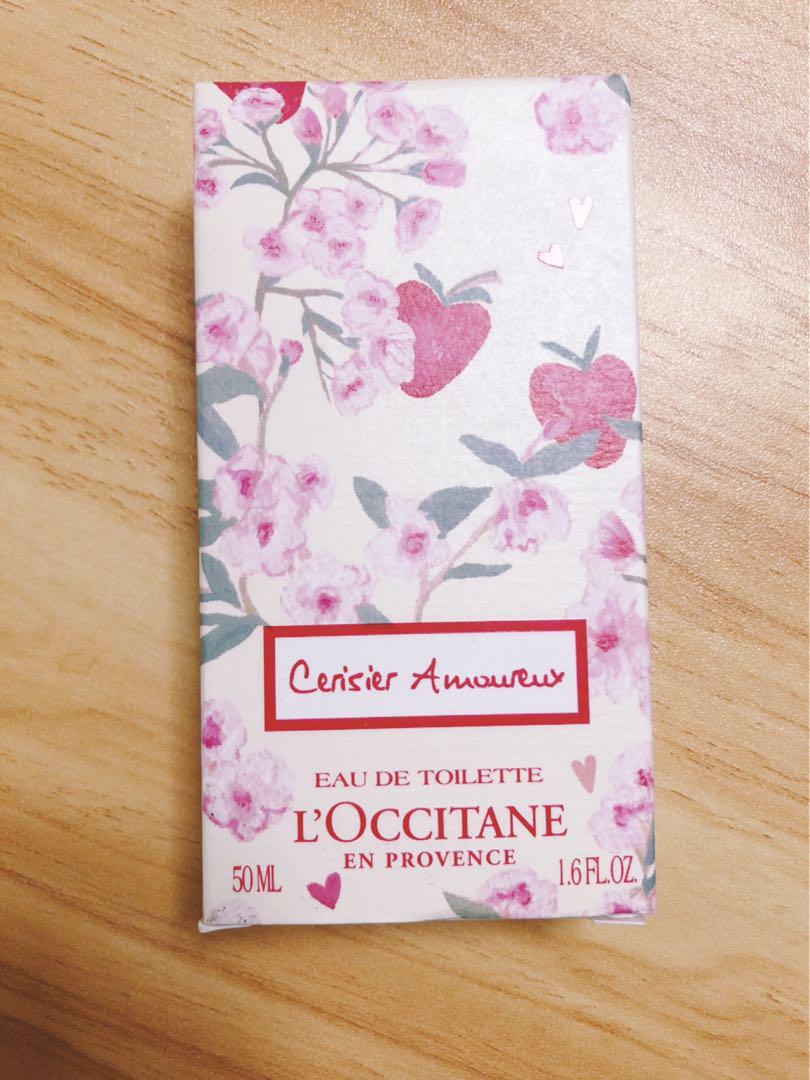 Cerisier Amoureux
EAU DE TOILETTE
L'OCCITANE
EN PROVENCE
50 ML
1.6 FL.OZ.